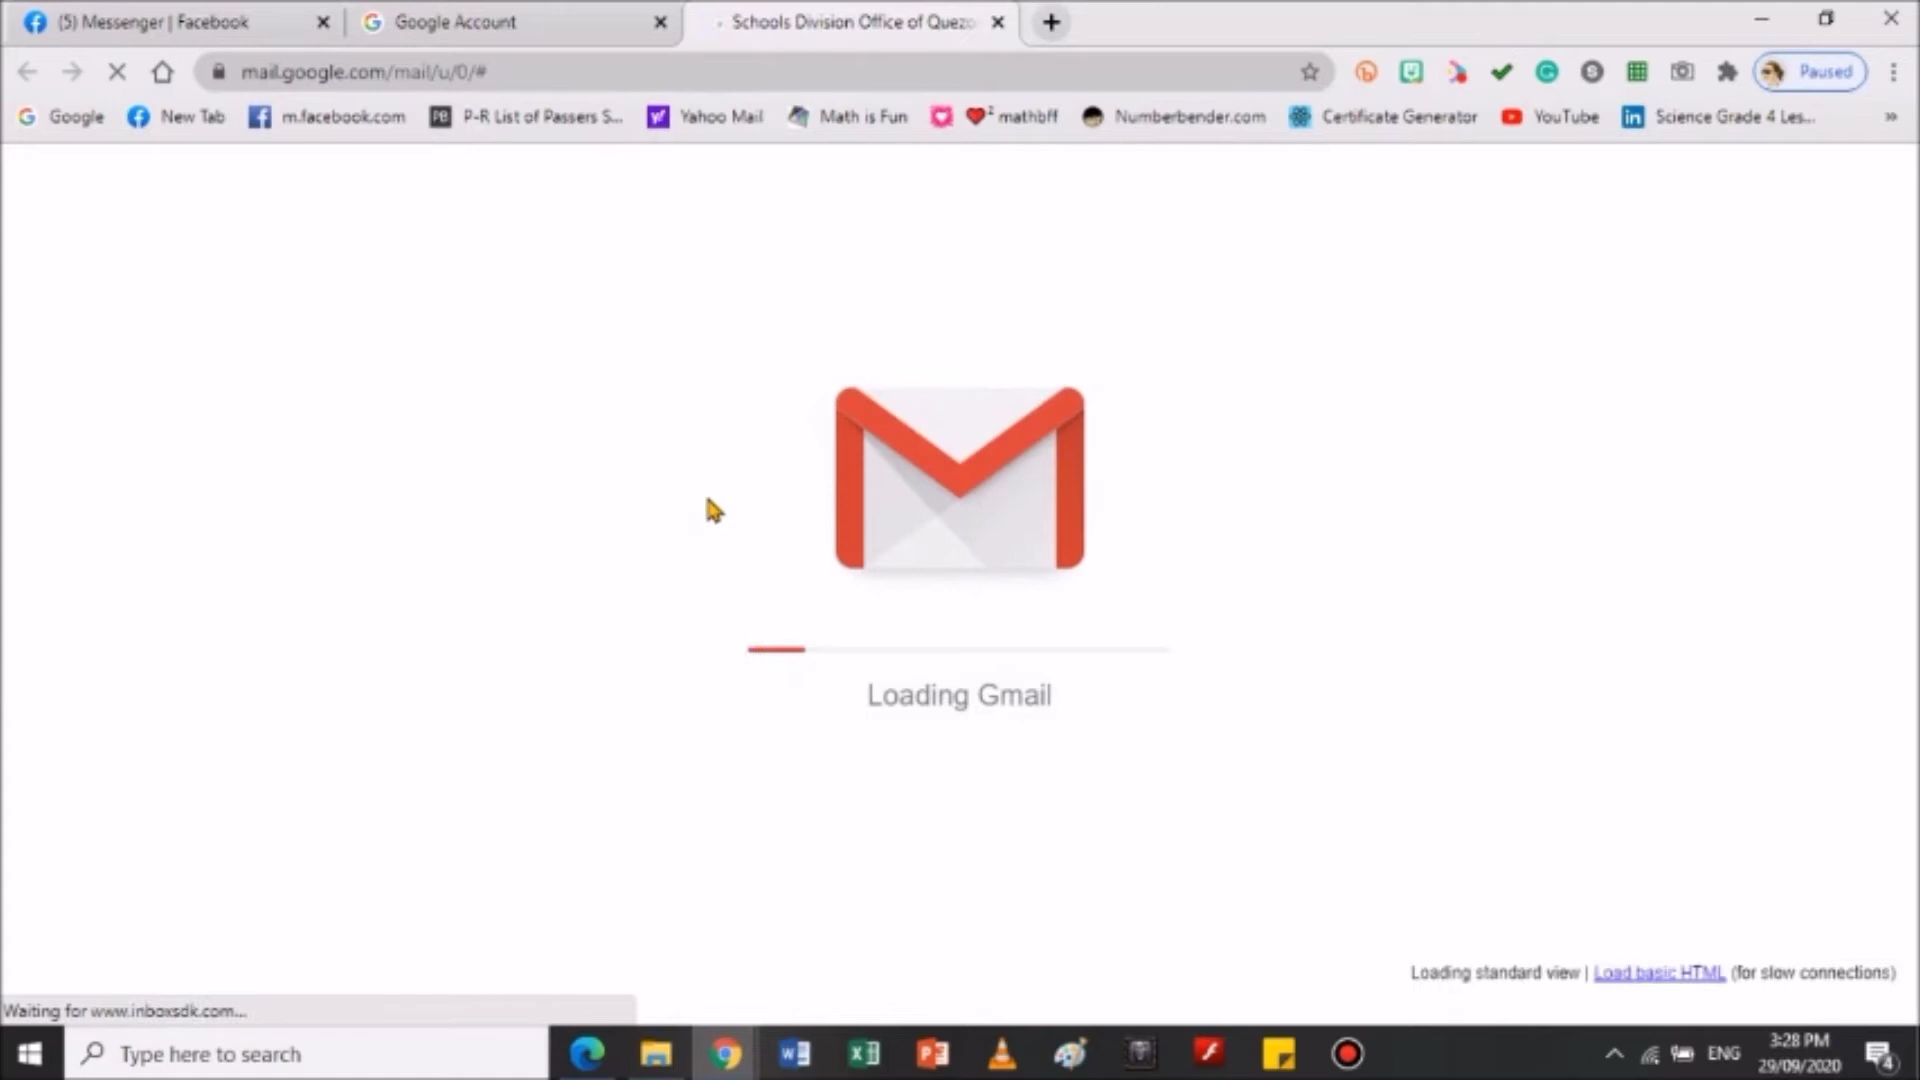 (5) Messenger | Facebook
Google Account
Schools Division Office of Quezo
mail.google.com/mail/u/0/#
Paused
Google
New Tab
m.facebook.com
P-R List of Passers S...
Yahoo Mail
Math is Fun
mathbff
Numberbender.com
Certificate Generator
YouTube
Science Grade 4 Les...
Loading Gmail
Loading standard view | Load basic HTML (for slow connections)
Waiting for www.inboxsdk.com...
Type here to search
ENG
3:28 PM
29/09/2020
4